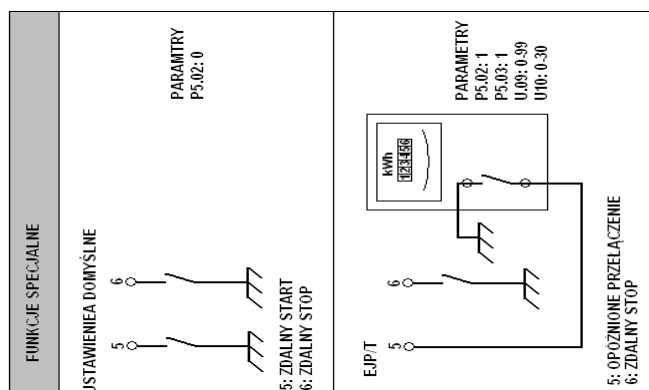 FUNKCJE SPECJALNE
USTAWIENIEA DOMYŚLNE
5
6
5: ZDALNY START
6: ZDALNY STOP
PARAMTRY
P5.02: 0
EJP/T
5
6
kWh
123456
5: OPÓŹNIONE PRZEŁĄCZENIE
6: ZDALNY STOP
PARAMETRY
P5.02: 1
P5.03: 1
U.09: 0-99
U10: 0-30